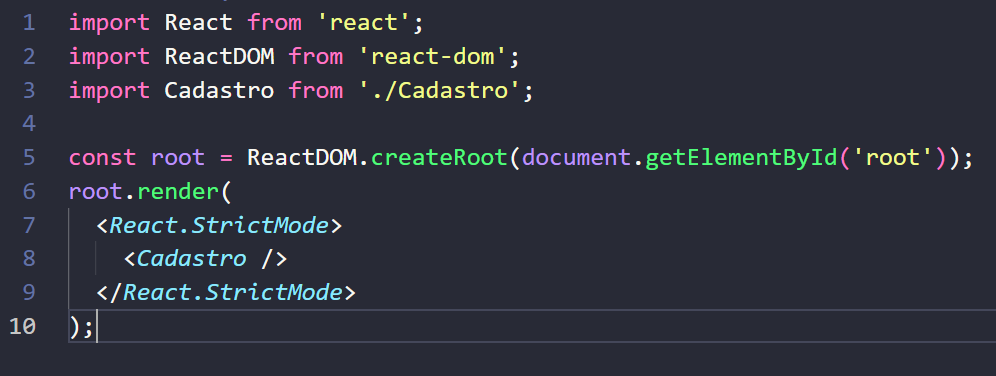 1 import React from 'react';
2 import ReactDOM from 'react-dom';
3 import Cadastro from './Cadastro';
4
5 const root = ReactDOM.createRoot(document.getElementById('root'));
6 root.render(
7 <React.StrictMode>
8 <Cadastro />
9 </React.StrictMode>
10 );